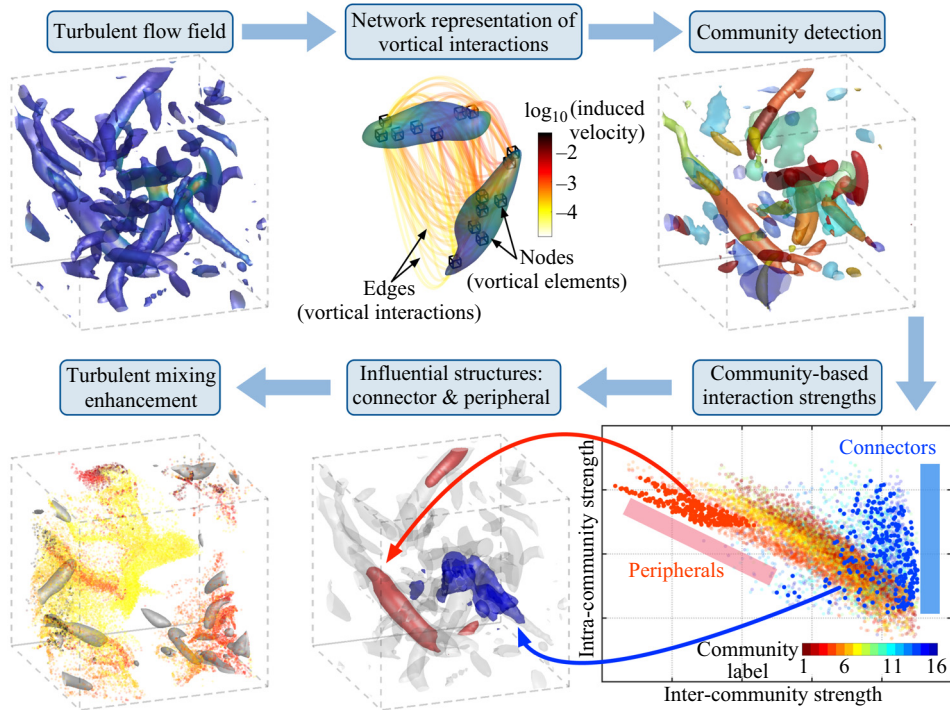 Turbulent flow field
Network representation of
vortical interactions
Community detection
log10 (induced
velocity)
−2
−3
−4
Nodes
(vortical elements)
Edges
(vortical interactions)
Turbulent mixing
enhancement
Influential structures:
connector & peripheral
Community-based
interaction strengths
Intra-community strength
Connectors
Peripherals
Community
label
1 6 11 16
Inter-community strength